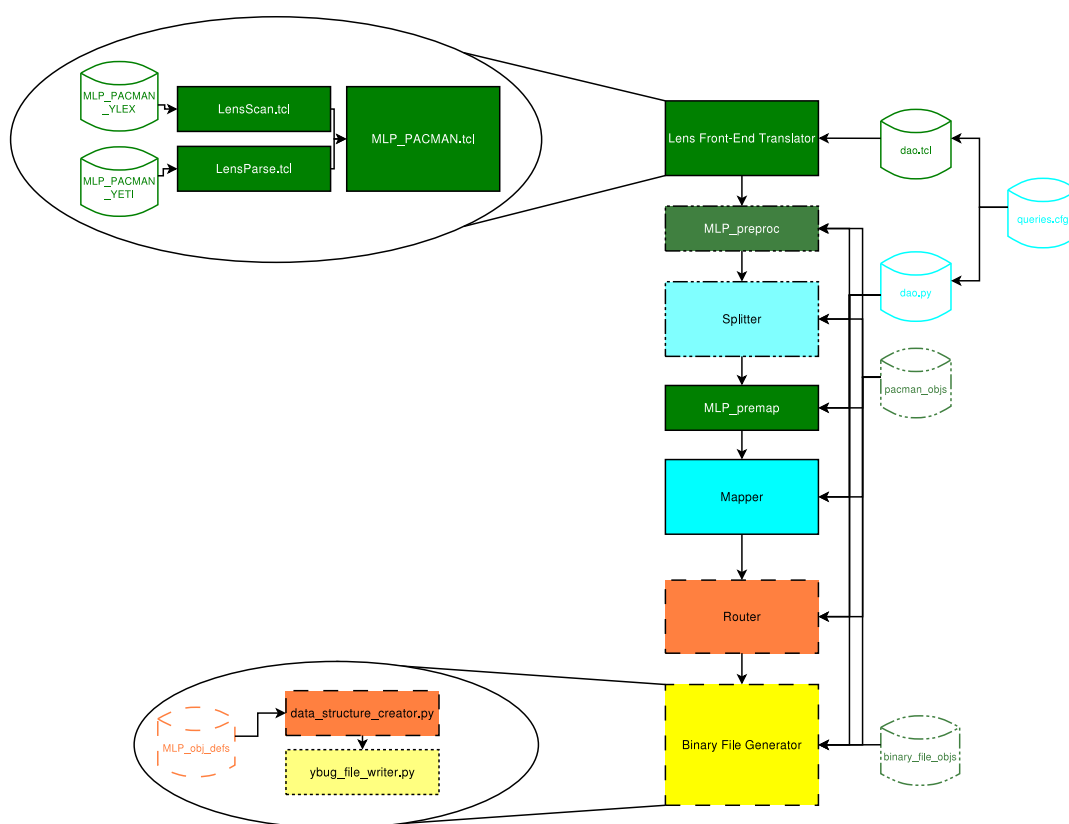 MLP_PACMAN
_YLEX
LensScan.tcl
MLP_PACMAN.tcl
MLP_PACMAN
_YETI
LensParse.tcl
Lens Front-End Translator
dao.tcl
queries.cfg
MLP_preproc
dao.py
Splitter
pacman_objs
MLP_premap
Mapper
Router
MLP_obj_defs
data_structure_creator.py
ybug_file_writer.py
Binary File Generator
binary_file_objs